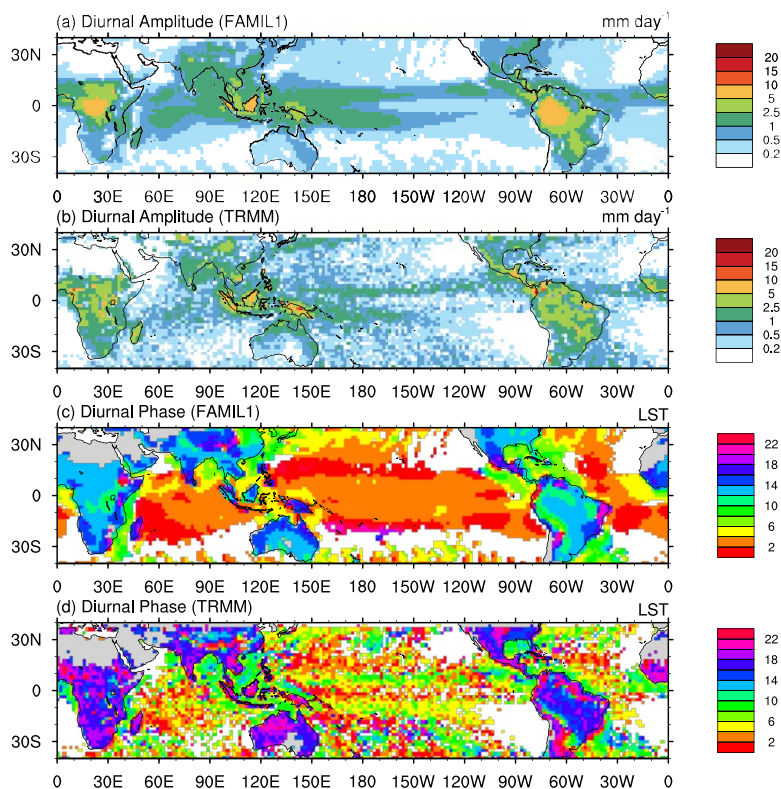 (a) Diurnal Amplitude (FAMIL1) mm day⁻¹
30N
0
30S
0 30E 60E 90E 120E 150E 180 150W 120W 90W 60W 30W 0
20
15
10
5
2.5
1
0.5
0.2
(b) Diurnal Amplitude (TRMM) mm day⁻¹
30N
0
30S
0 30E 60E 90E 120E 150E 180 150W 120W 90W 60W 30W 0
20
15
10
5
2.5
1
0.5
0.2
(c) Diurnal Phase (FAMIL1) LST
30N
0
30S
0 30E 60E 90E 120E 150E 180 150W 120W 90W 60W 30W 0
22
18
14
10
6
2
(d) Diurnal Phase (TRMM) LST
30N
0
30S
0 30E 60E 90E 120E 150E 180 150W 120W 90W 60W 30W 0
22
18
14
10
6
2